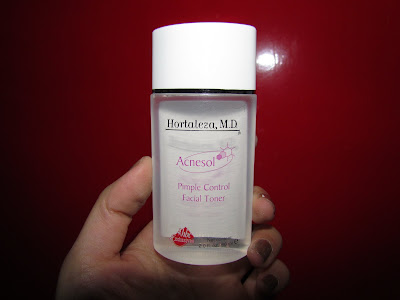 Hortaleza, M.D.
Acnesol
Pimple Control
Facial Toner